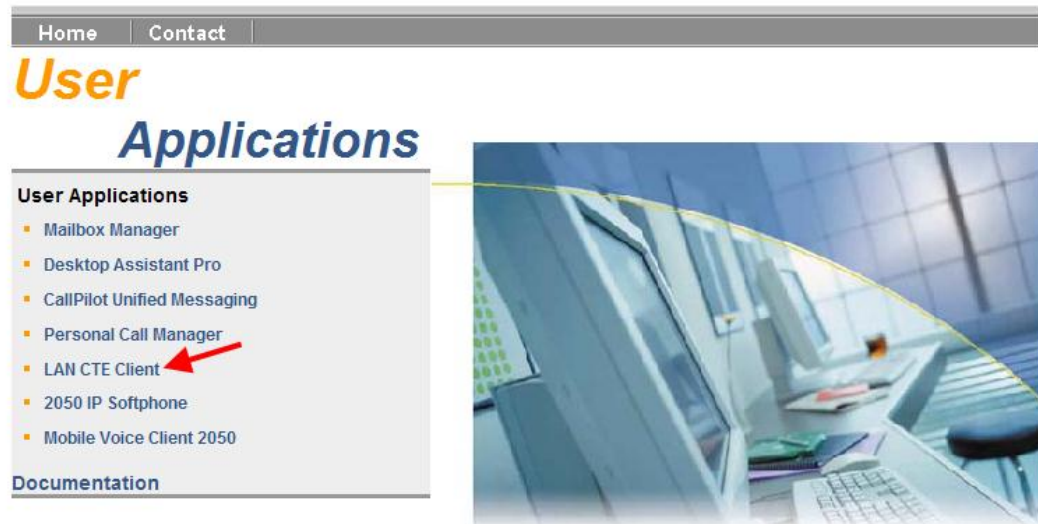 Home Contact
User
Applications
User Applications
Mailbox Manager
Desktop Assistant Pro
CallPilot Unified Messaging
Personal Call Manager
LAN CTE Client
2050 IP Softphone
Mobile Voice Client 2050
Documentation